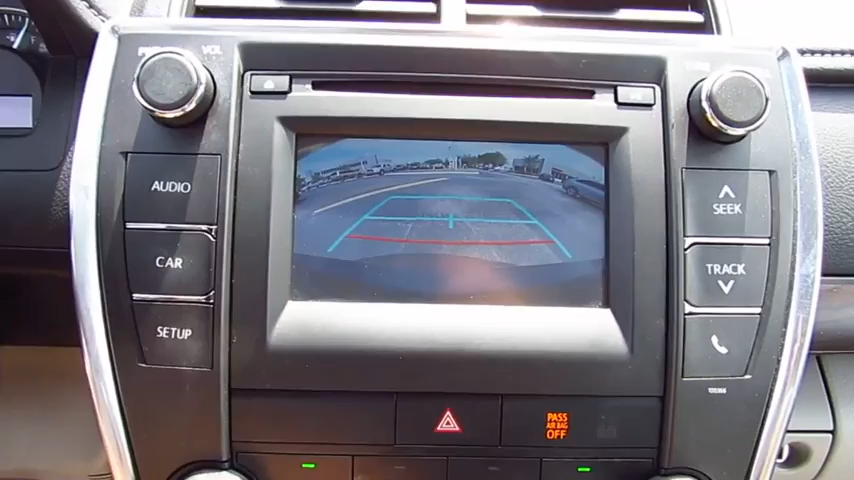 VOL
AUDIO
CAR
SETUP
SEEK
TRACK
PASS
AIR BAG
OFF